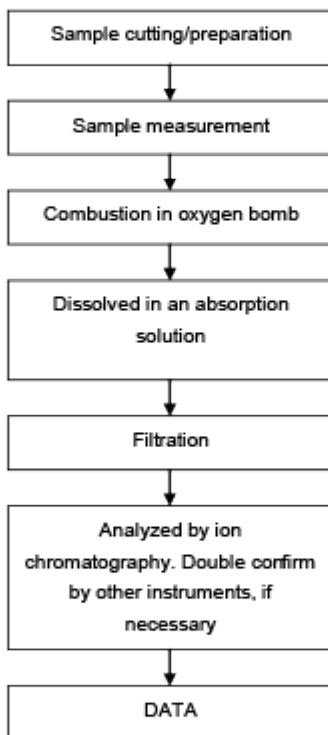 Sample cutting/preparation
Sample measurement
Combustion in oxygen bomb
Dissolved in an absorption
solution
Filtration
Analyzed by ion
chromatography. Double confirm
by other instruments, if
necessary
DATA